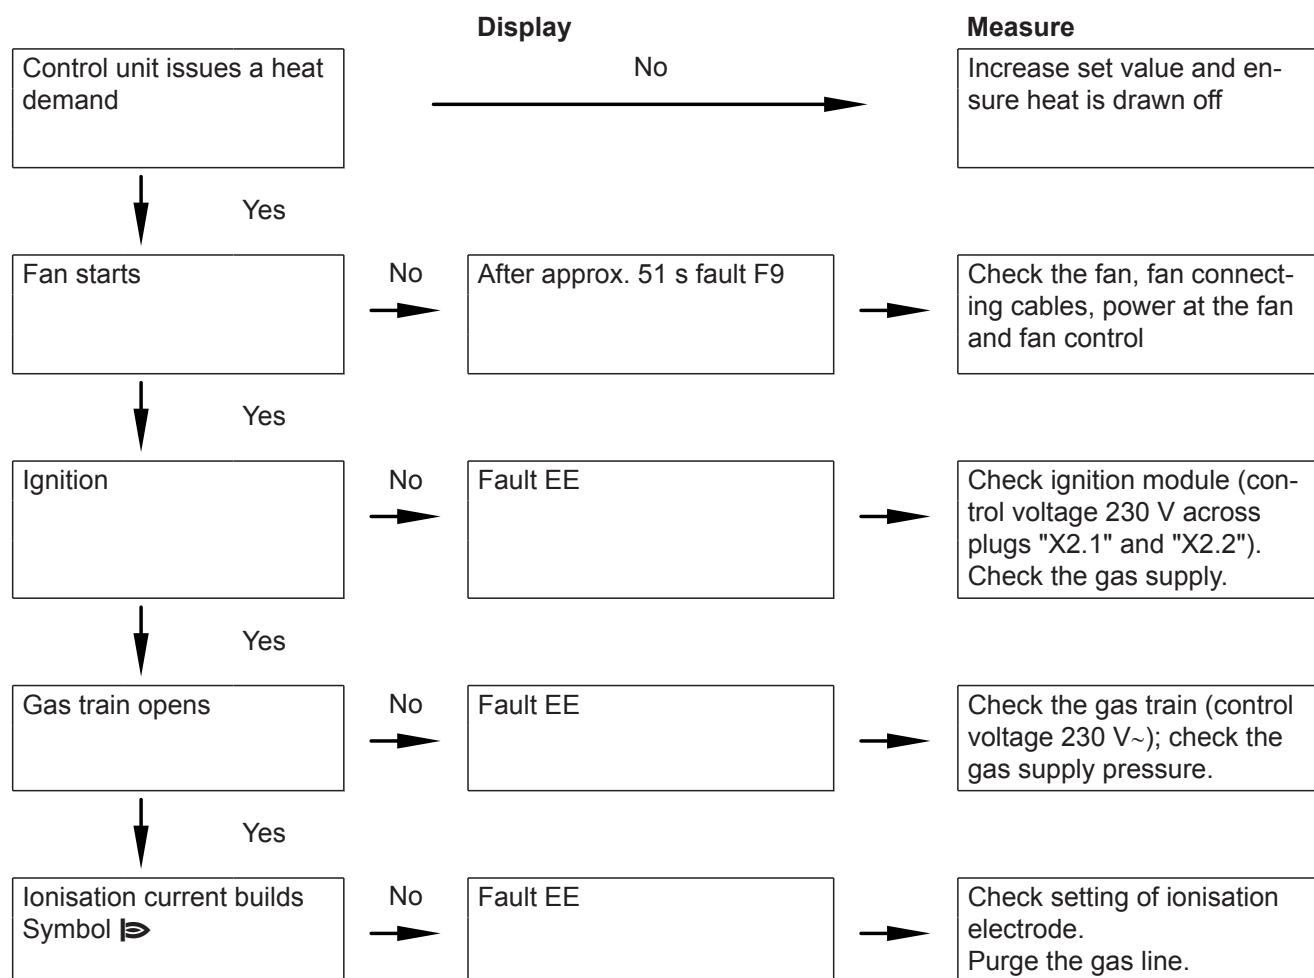 Display
Measure
Control unit issues a heat
demand
No
Increase set value and en-
sure heat is drawn off
Yes
Fan starts
No
After approx. 51 s fault F9
Check the fan, fan connect-
ing cables, power at the fan
and fan control
Yes
Ignition
No
Fault EE
Check ignition module (con-
trol voltage 230 V across
plugs "X2.1" and "X2.2").
Check the gas supply.
Yes
Gas train opens
No
Fault EE
Check the gas train (control
voltage 230 V~); check the
gas supply pressure.
Yes
Ionisation current builds
Symbol
No
Fault EE
Check setting of ionisation
electrode.
Purge the gas line.